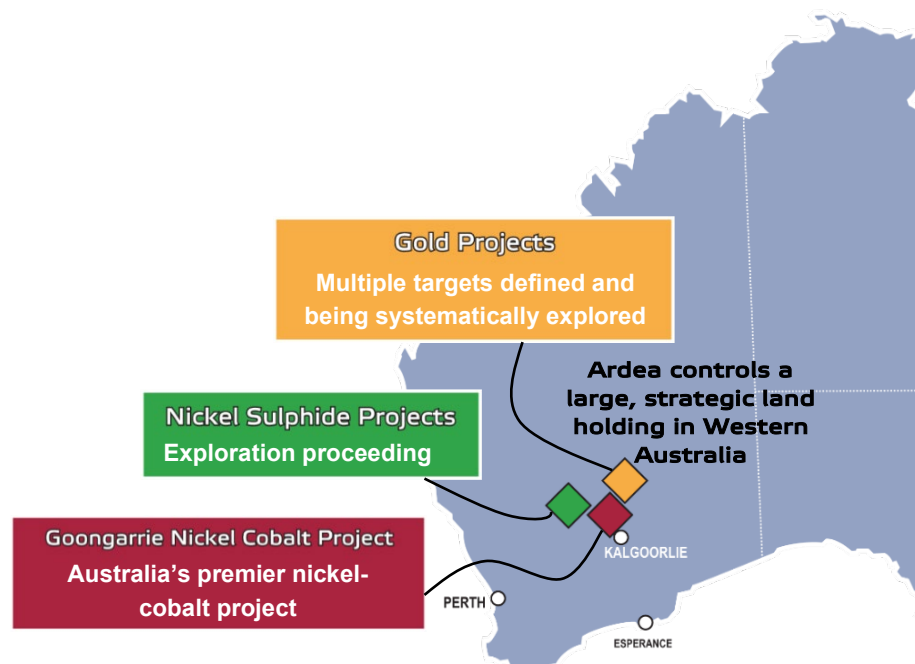 Gold Projects
Multiple targets defined and
being systematically explored
Ardea controls a
large, strategic land
holding in Western
Australia
Nickel Sulphide Projects
Exploration proceeding
Goongarrie Nickel Cobalt Project
Australia’s premier nickel-
cobalt project
KALGOORLIE
PERTH
ESPERANCE